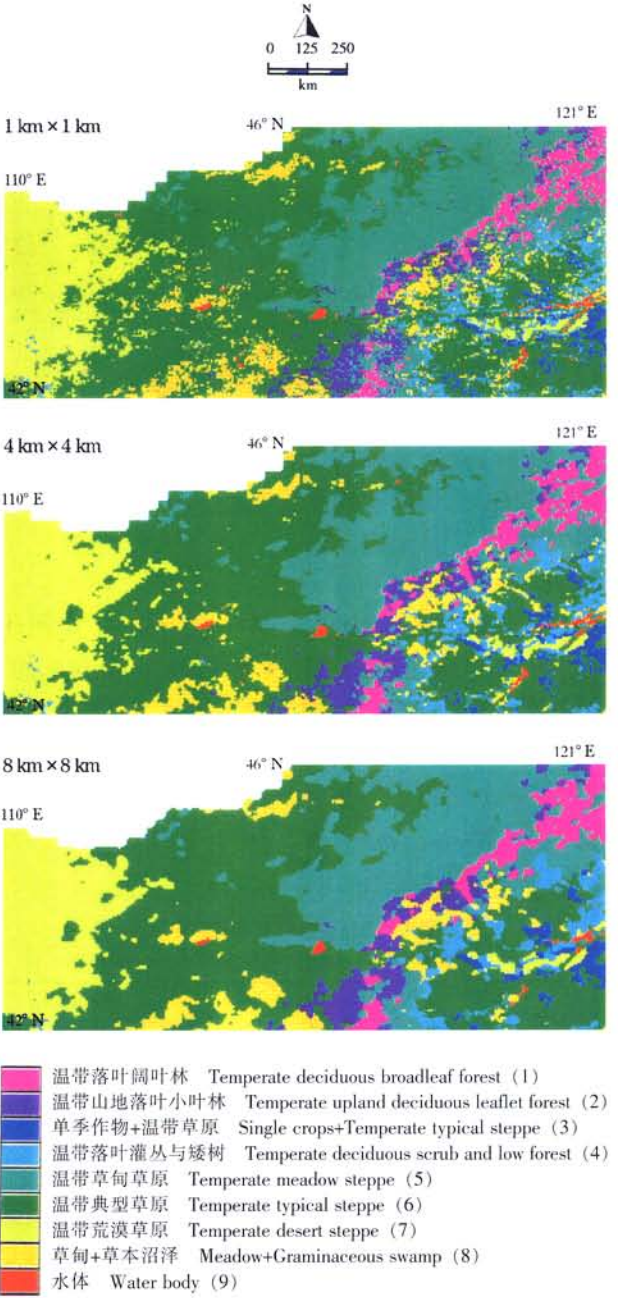 N
0 125 250
km
1 km × 1 km
46° N
121° E
110° E
42° N
4 km × 4 km
46° N
121° E
110° E
42° N
8 km × 8 km
46° N
121° E
110° E
42° N
温带落叶阔叶林 Temperate deciduous broadleaf forest (1)
温带山地落叶小叶林 Temperate upland deciduous leaflet forest (2)
单季作物+温带草原 Single crops+Temperate typical steppe (3)
温带落叶灌丛与矮树 Temperate deciduous scrub and low forest (4)
温带草甸草原 Temperate meadow steppe (5)
温带典型草原 Temperate typical steppe (6)
温带荒漠草原 Temperate desert steppe (7)
草甸+草本沼泽 Meadow+Graminaceous swamp (8)
水体 Water body (9)